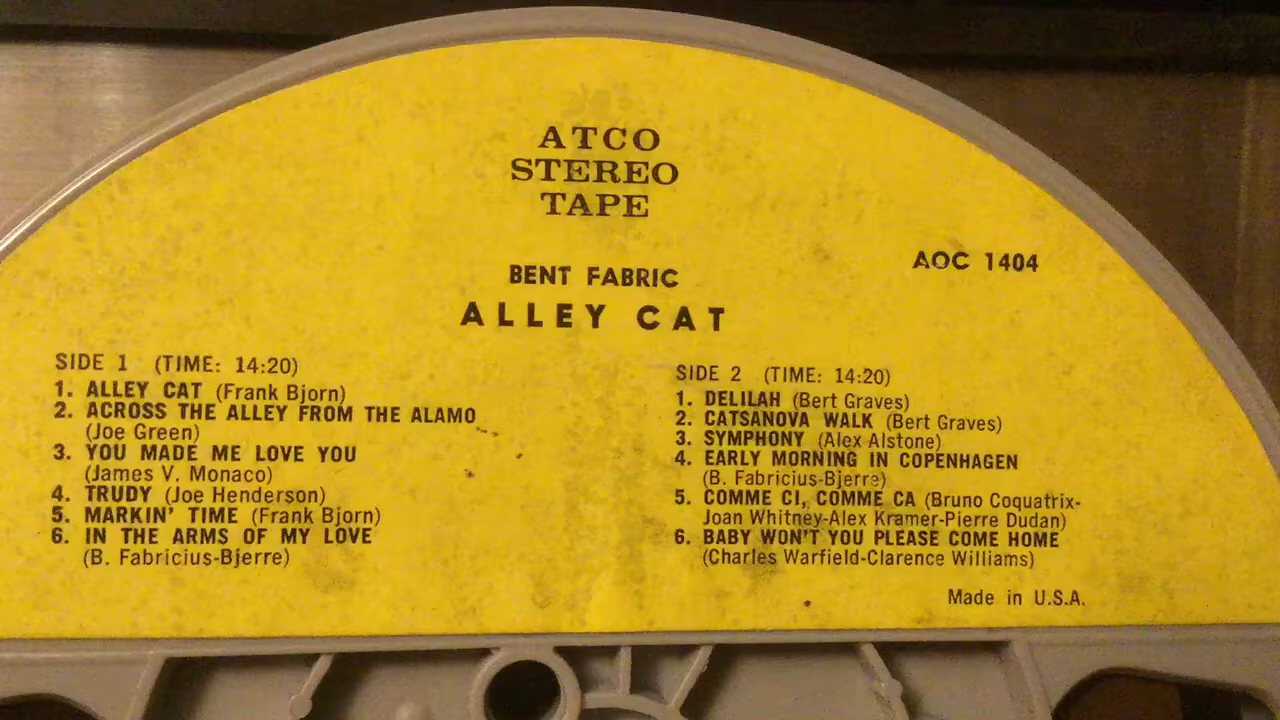 ATCO
STEREO
TAPE
AOC 1404
BENT FABRIC
ALLEY CAT
SIDE 1 (TIME: 14:20)
1. ALLEY CAT (Frank Bjorn)
2. ACROSS THE ALLEY FROM THE ALAMO
(Joe Green)
3. YOU MADE ME LOVE YOU
(James V. Monaco)
4. TRUDY (Joe Henderson)
5. MARKIN' TIME (Frank Bjorn)
6. IN THE ARMS OF MY LOVE
(B. Fabricius-Bjerre)
SIDE 2 (TIME: 14:20)
1. DELILAH (Bert Graves)
2. CATSANOVA WALK (Bert Graves)
3. SYMPHONY (Alex Alstone)
4. EARLY MORNING IN COPENHAGEN
(B. Fabricius-Bjerre)
5. COMME CI, COMME CA (Bruno Coquatrix-
Joan Whitney-Alex Kramer-Pierre Dudan)
6. BABY WON'T YOU PLEASE COME HOME
(Charles Warfield-Clarence Williams)
Made in U.S.A.